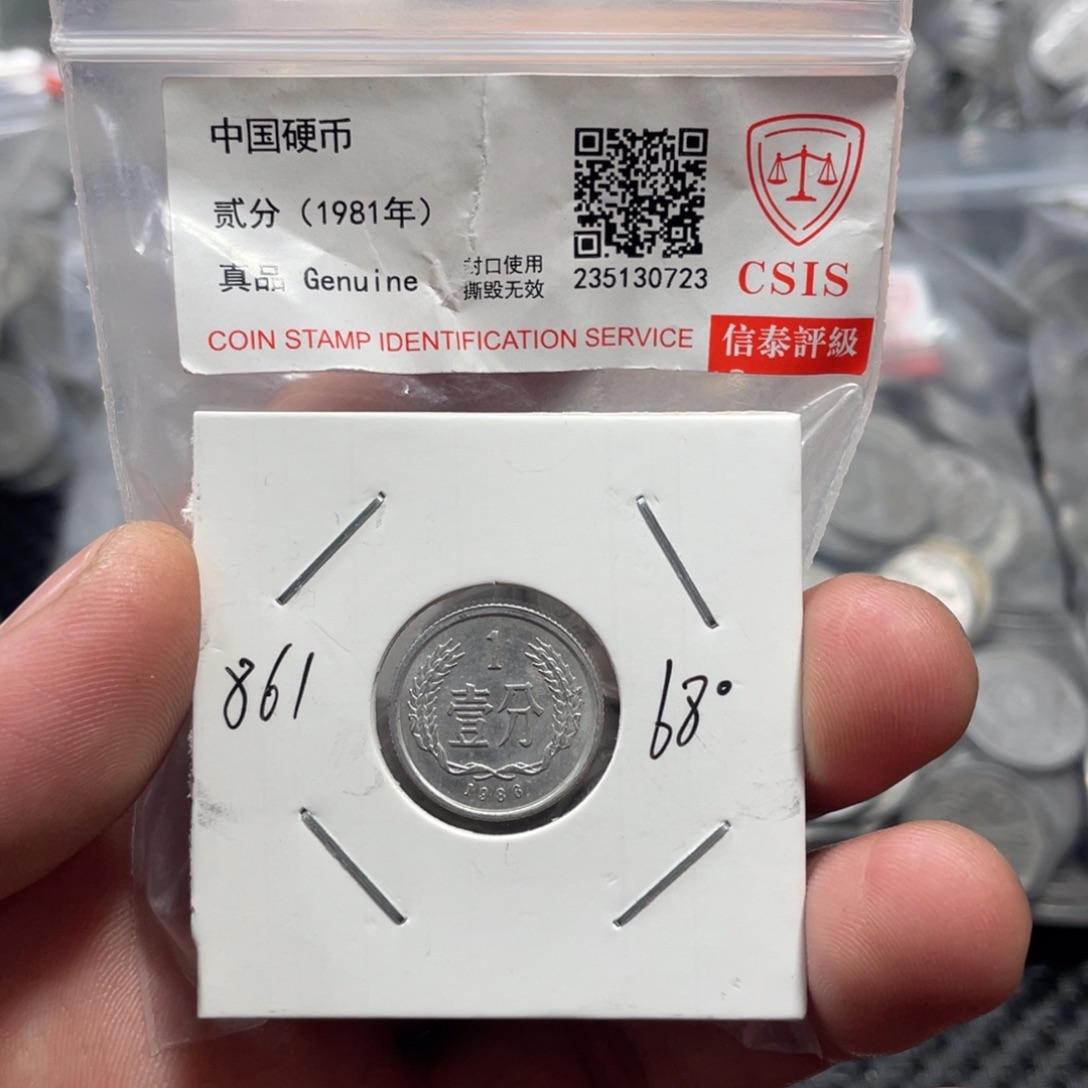 中国硬币
贰分（1981年）
真品 Genuine
封口使用
撕毁无效
235130723
CSIS
COIN STAMP IDENTIFICATION SERVICE
信泰評級
861
68°
1
壹分
1986